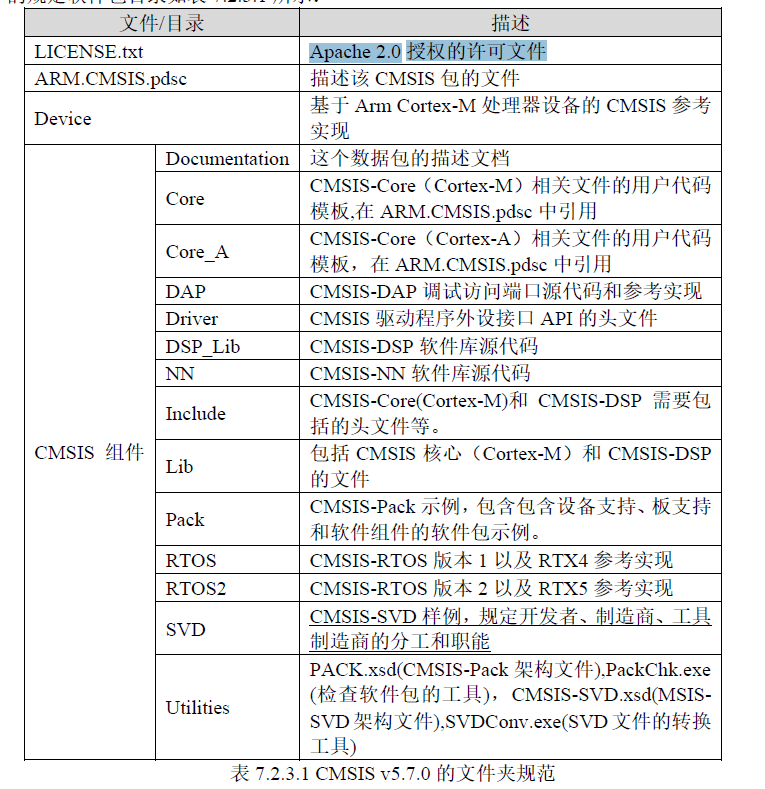 文件/目录 描述
LICENSE.txt Apache 2.0 授权的许可文件
ARM.CMSIS.pdsc 描述该 CMSIS 包的文件
Device 基于 Arm Cortex-M 处理器设备的 CMSIS 参考
实现
CMSIS 组件
Documentation 这个数据包的描述文档
Core CMSIS-Core（Cortex-M）相关文件的用户代码
模板,在 ARM.CMSIS.pdsc 中引用
Core_A CMSIS-Core（Cortex-A）相关文件的用户代码
模板，在 ARM.CMSIS.pdsc 中引用
DAP CMSIS-DAP 调试访问端口源代码和参考实现
Driver CMSIS 驱动程序外设接口 API 的头文件
DSP_Lib CMSIS-DSP 软件库源代码
NN CMSIS-NN 软件库源代码
Include CMSIS-Core(Cortex-M)和 CMSIS-DSP 需要包
括的头文件等。
Lib 包括 CMSIS 核心（Cortex-M）和 CMSIS-DSP
的文件
Pack CMSIS-Pack 示例，包含包含设备支持、板支持
和软件组件的软件包示例。
RTOS CMSIS-RTOS 版本 1 以及 RTX4 参考实现
RTOS2 CMSIS-RTOS 版本 2 以及 RTX5 参考实现
SVD CMSIS-SVD 样例，规定开发者、制造商、工具
制造商的分工和职能
Utilities PACK.xsd(CMSIS-Pack 架构文件),PackChk.exe
(检查软件包的工具)，CMSIS-SVD.xsd(MSIS-
SVD 架构文件),SVDConv.exe(SVD 文件的转换
工具)
表 7.2.3.1 CMSIS v5.7.0 的文件夹规范